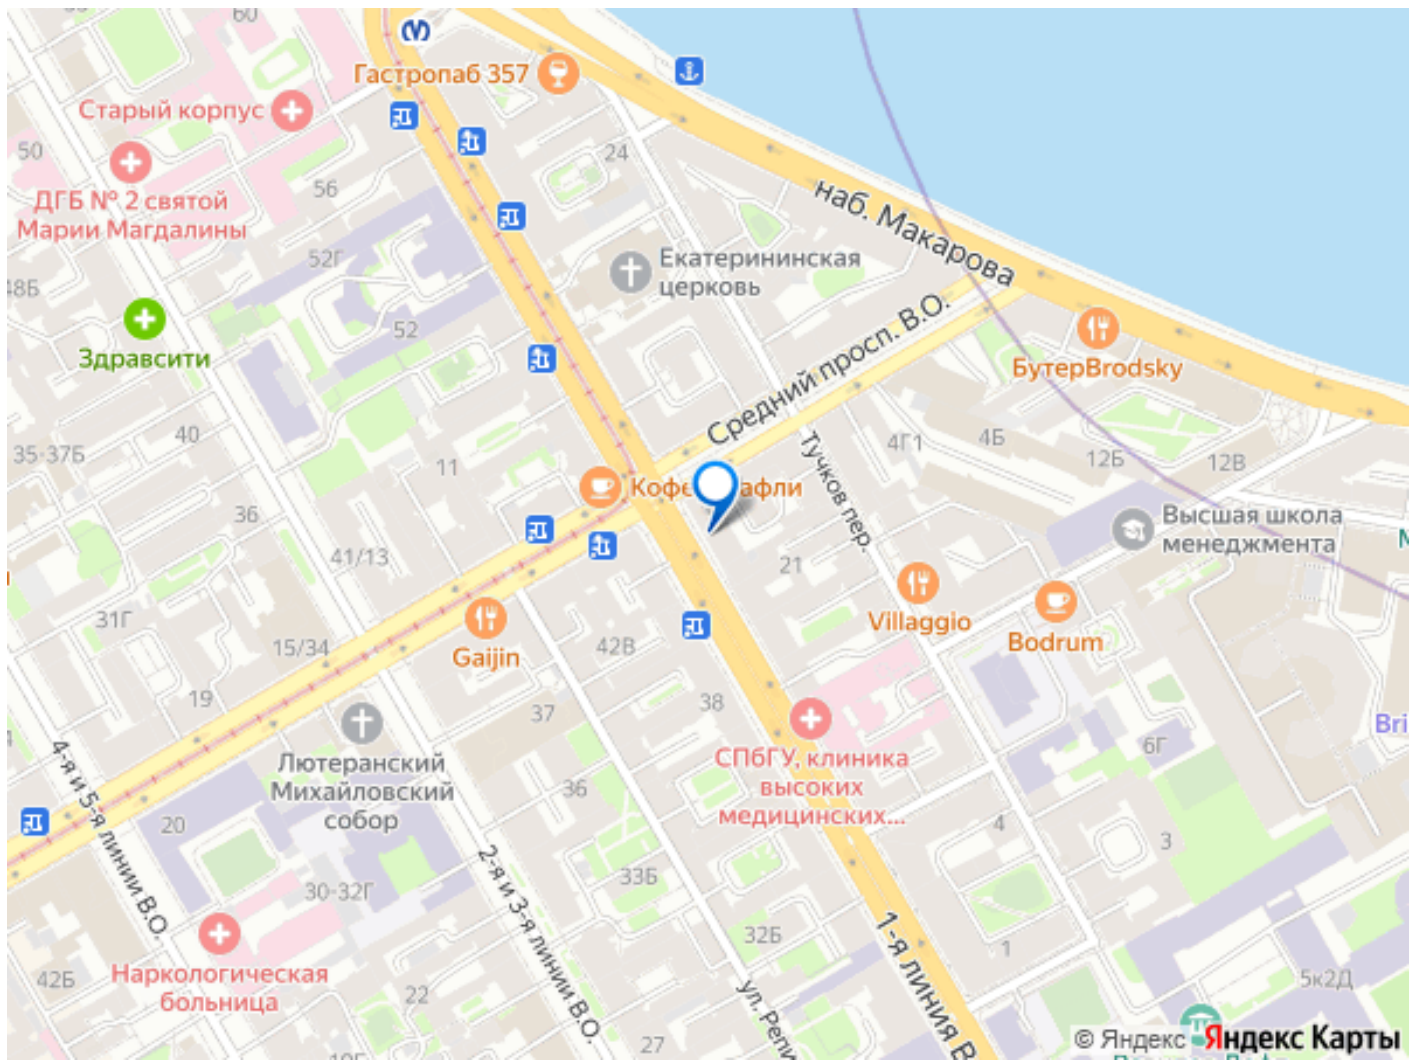 60
Гастропаб 357
Старый корпус
50
24
56
ДГБ № 2 святой
Марии Магдалины
наб. Макарова
52Г
Екатерининская
церковь
48Б
52
Средний просп. В.О.
Здравсити
БутерBrodsky
40
35-37Б
11
4Г1
4Б
12Б
12В
Тучков пер.
36
Высшая школа
менеджмента
41/13
21
31Г
Villaggio
Bodrum
15/34
Gaijin
42В
19
37
38
6Г
4-я и 5-я линии В.О.
Лютеранский
Михайловский
собор
СПбГУ, клиника
высоких
медицинских...
36
20
4
3
2-я и 3-я линии В.О.
33Б
30-32Г
1-я линия В
32Б
1
42Б
Наркологическая
больница
22
5к2Д
ул. Репи
27
© Яндекс Яндекс Карты